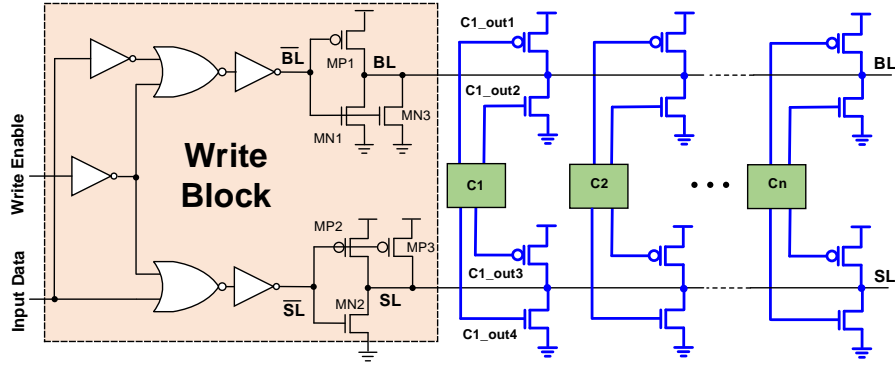 Write Enable
Input Data
Write
Block
BL
MP1
BL
MN1
MN3
MP2
MP3
MN2
SL
SL
C1_out1
C1_out2
C1
C2
Cn
C1_out3
C1_out4
BL
SL